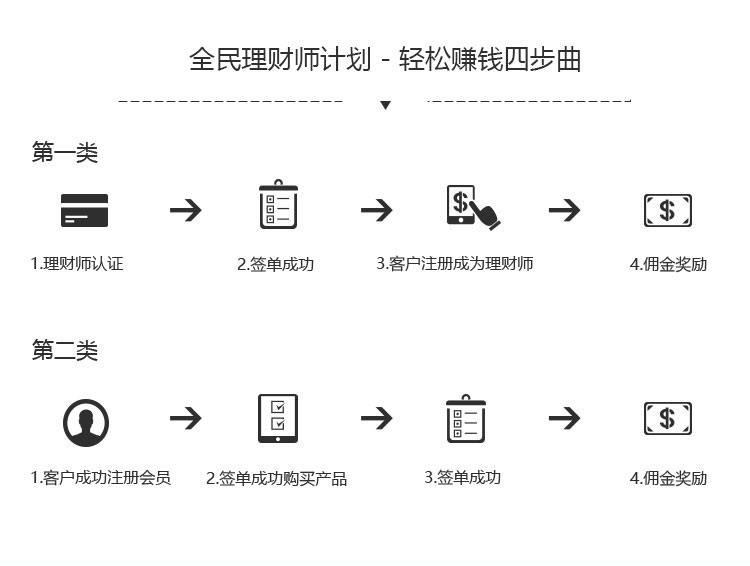 全民理财师计划 - 轻松赚钱四步曲
第一类
1.理财师认证 2.签单成功 3.客户注册成为理财师 4.佣金奖励
第二类
1.客户成功注册会员 2.签单成功购买产品 3.签单成功 4.佣金奖励